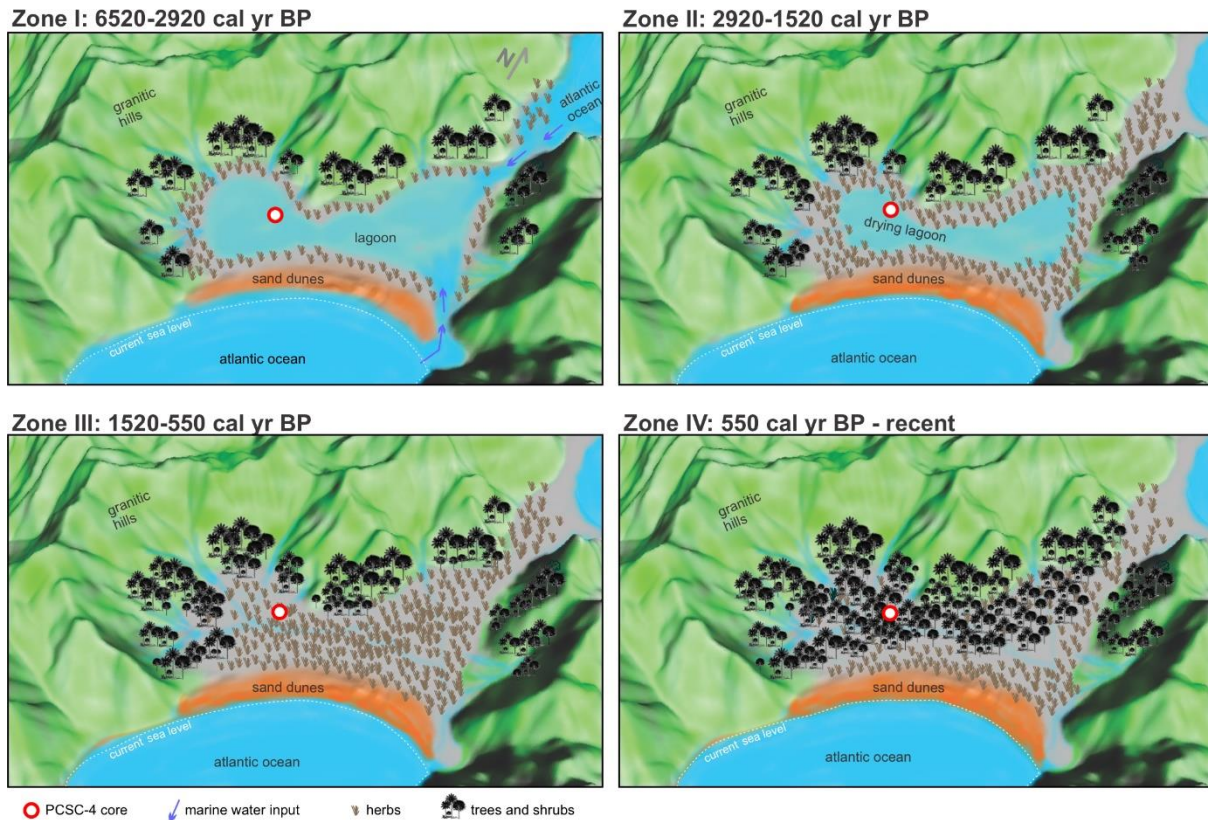 Zone I: 6520-2920 cal yr BP
granitic
hills
N
atlantic
ocean
lagoon
sand dunes
current sea level
atlantic ocean
Zone II: 2920-1520 cal yr BP
granitic
hills
drying lagoon
sand dunes
current sea level
atlantic ocean
Zone III: 1520-550 cal yr BP
granitic
hills
sand dunes
current sea level
atlantic ocean
Zone IV: 550 cal yr BP - recent
granitic
hills
sand dunes
current sea level
atlantic ocean
PCSC-4 core
marine water input
herbs
trees and shrubs